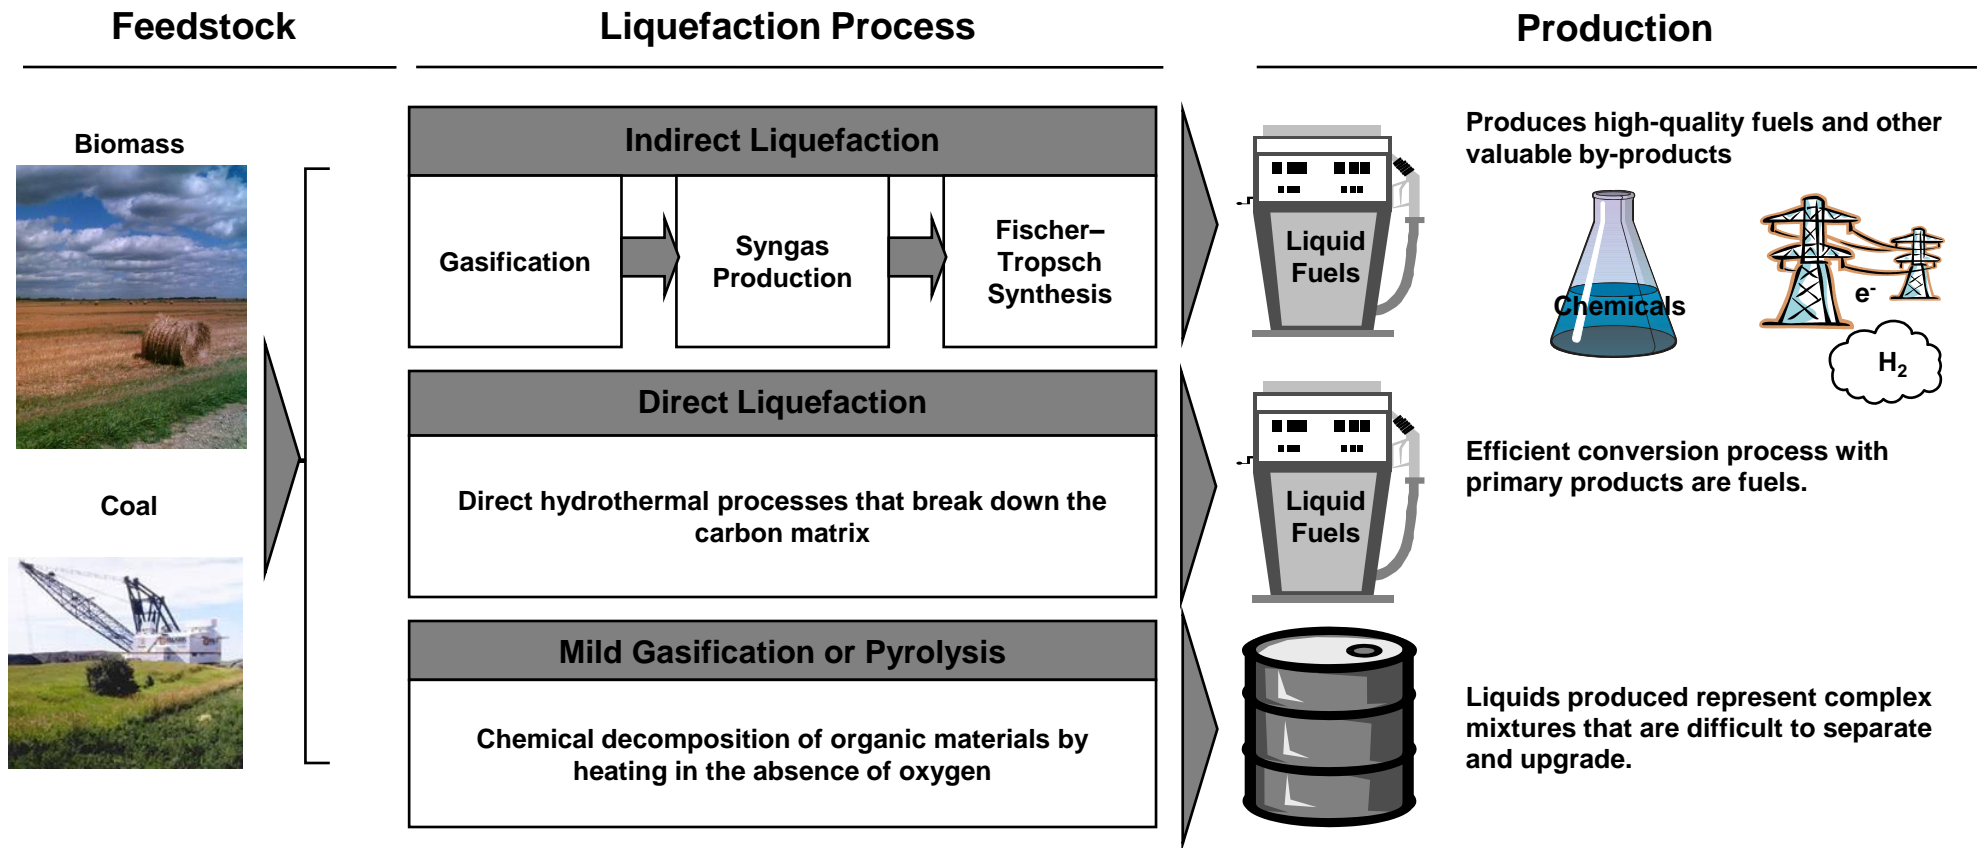 Feedstock
Liquefaction Process
Production
Biomass
Coal
Indirect Liquefaction
Gasification
Syngas
Production
Fischer–
Tropsch
Synthesis
Liquid
Fuels
Produces high-quality fuels and other
valuable by-products
Chemicals
e-
H2
Direct Liquefaction
Direct hydrothermal processes that break down the
carbon matrix
Liquid
Fuels
Efficient conversion process with
primary products are fuels.
Mild Gasification or Pyrolysis
Chemical decomposition of organic materials by
heating in the absence of oxygen
Liquids produced represent complex
mixtures that are difficult to separate
and upgrade.